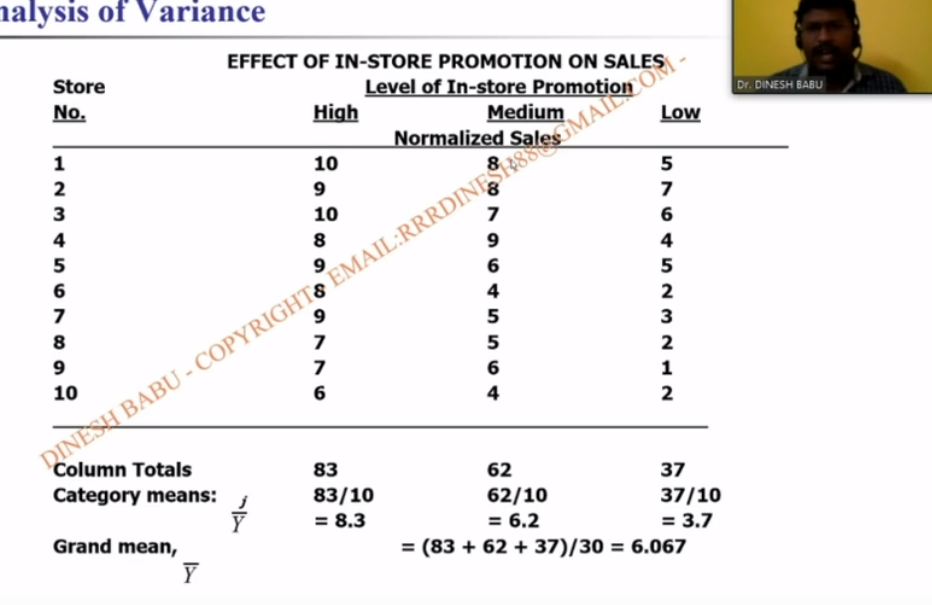 nalysis of Variance
Dr. DINESH BABU
EFFECT OF IN-STORE PROMOTION ON SALES
Store Level of In-store Promotion
No. High Medium Low
Normalized Sales
1 10 8 5
2 9 8 7
3 10 7 6
4 8 9 4
5 9 6 5
6 8 4 2
7 9 5 3
8 7 5 2
9 7 6 1
10 6 4 2
DINESH BABU - COPYRIGHT - EMAIL:RRRDINESH88@GMAIL.COM -
Column Totals 83 62 37
Category means: j 83/10 62/10 37/10
Y = 8.3 = 6.2 = 3.7
Grand mean, = (83 + 62 + 37)/30 = 6.067
Y